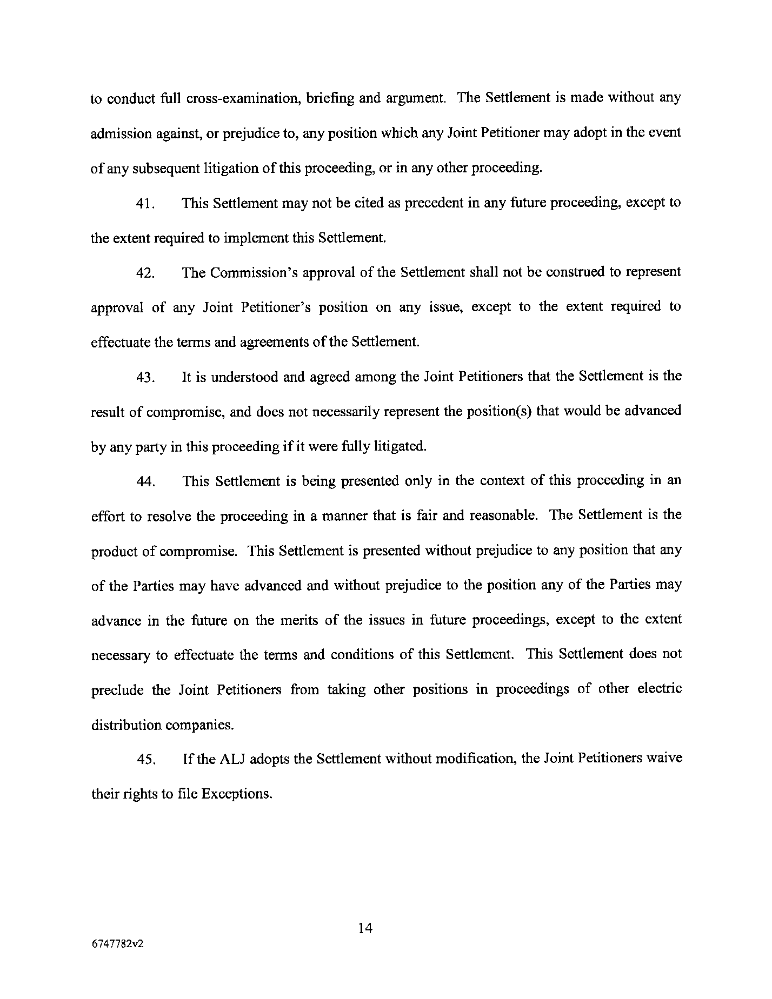 to conduct full cross-examination, briefing and argument. The Settlement is made without any
admission against, or prejudice to, any position which any Joint Petitioner may adopt in the event
of any subsequent litigation of this proceeding, or in any other proceeding.
41. This Settlement may not be cited as precedent in any future proceeding, except to
the extent required to implement this Settlement.
42. The Commission's approval of the Settlement shall not be construed to represent
approval of any Joint Petitioner's position on any issue, except to the extent required to
effectuate the terms and agreements of the Settlement.
43. It is understood and agreed among the Joint Petitioners that the Settlement is the
result of compromise, and does not necessarily represent the position(s) that would be advanced
by any party in this proceeding if it were fully litigated.
44. This Settlement is being presented only in the context of this proceeding in an
effort to resolve the proceeding in a manner that is fair and reasonable. The Settlement is the
product of compromise. This Settlement is presented without prejudice to any position that any
of the Parties may have advanced and without prejudice to the position any of the Parties may
advance in the future on the merits of the issues in future proceedings, except to the extent
necessary to effectuate the terms and conditions of this Settlement. This Settlement does not
preclude the Joint Petitioners from taking other positions in proceedings of other electric
distribution companies.
45. If the ALJ adopts the Settlement without modification, the Joint Petitioners waive
their rights to file Exceptions.
14
6747782v2